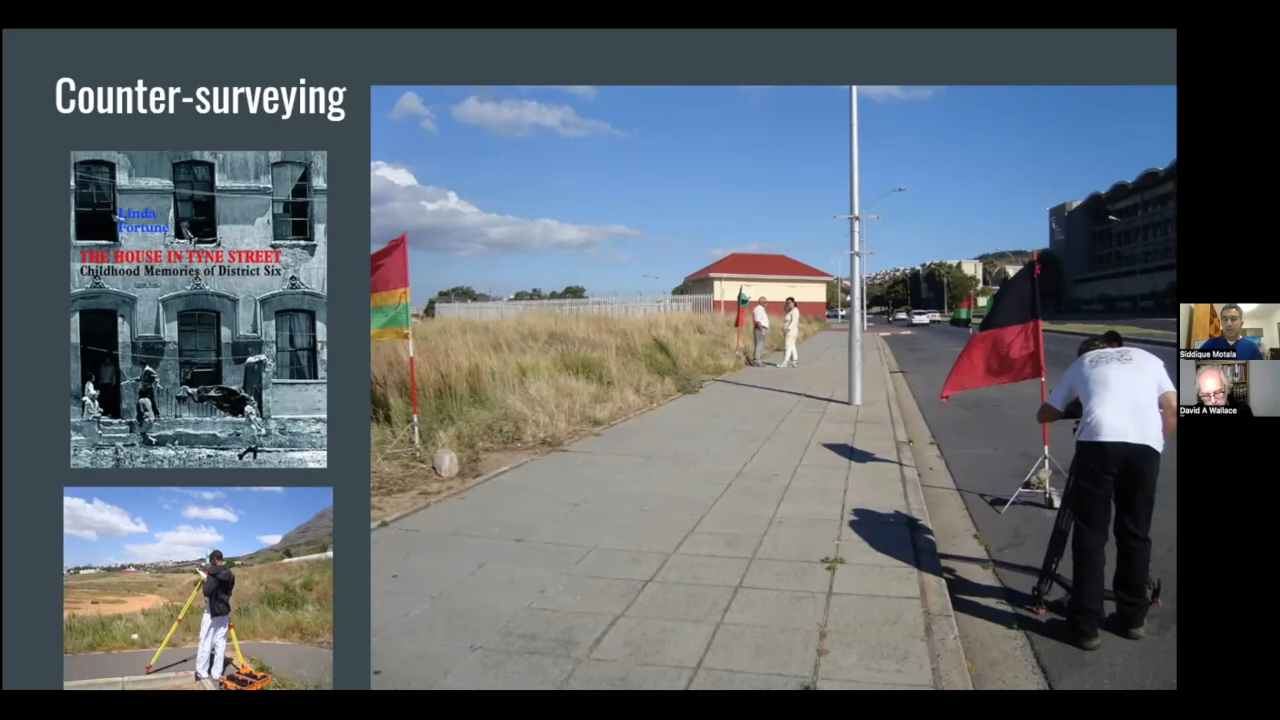 Counter-surveying
Linda
Fortune
THE HOUSE IN TYNE STREET
Childhood Memories of District Six
Siddique Motala
David A Wallace